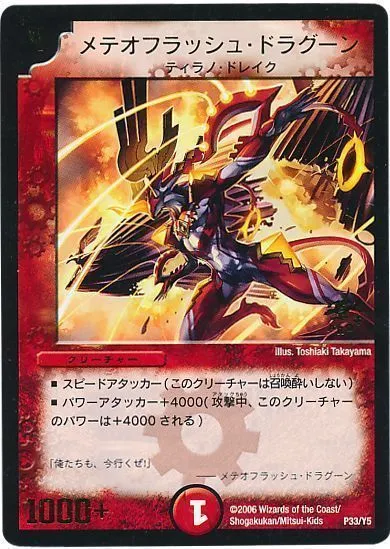 メテオフラッシュ・ドラグーン
ティラノ・ドレイク
illus. Toshiaki Takayama
クリーチャー
■ スピードアタッカー(このクリーチャーは召喚酔いしない)
■ パワーアタッカー+4000(攻撃中、このクリーチャー
のパワーは+4000 される)
「俺たちも、今行くぜ!」
— メテオフラッシュ・ドラグーン
1000+
1
©2006 Wizards of the Coast/
Shogakukan/Mitsui-Kids
P33/Y5